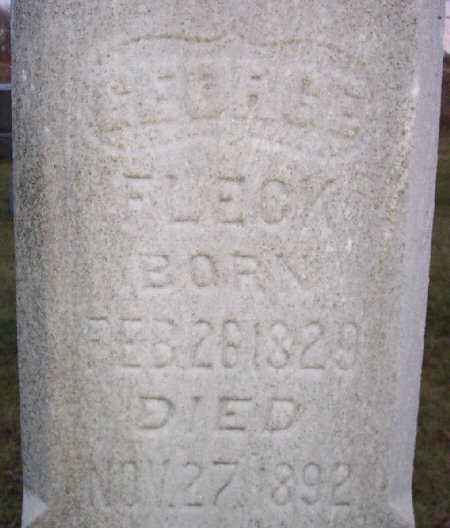 GEORGE
FLECK
BORN
FEB.28.1829
DIED
NOV.27.1892